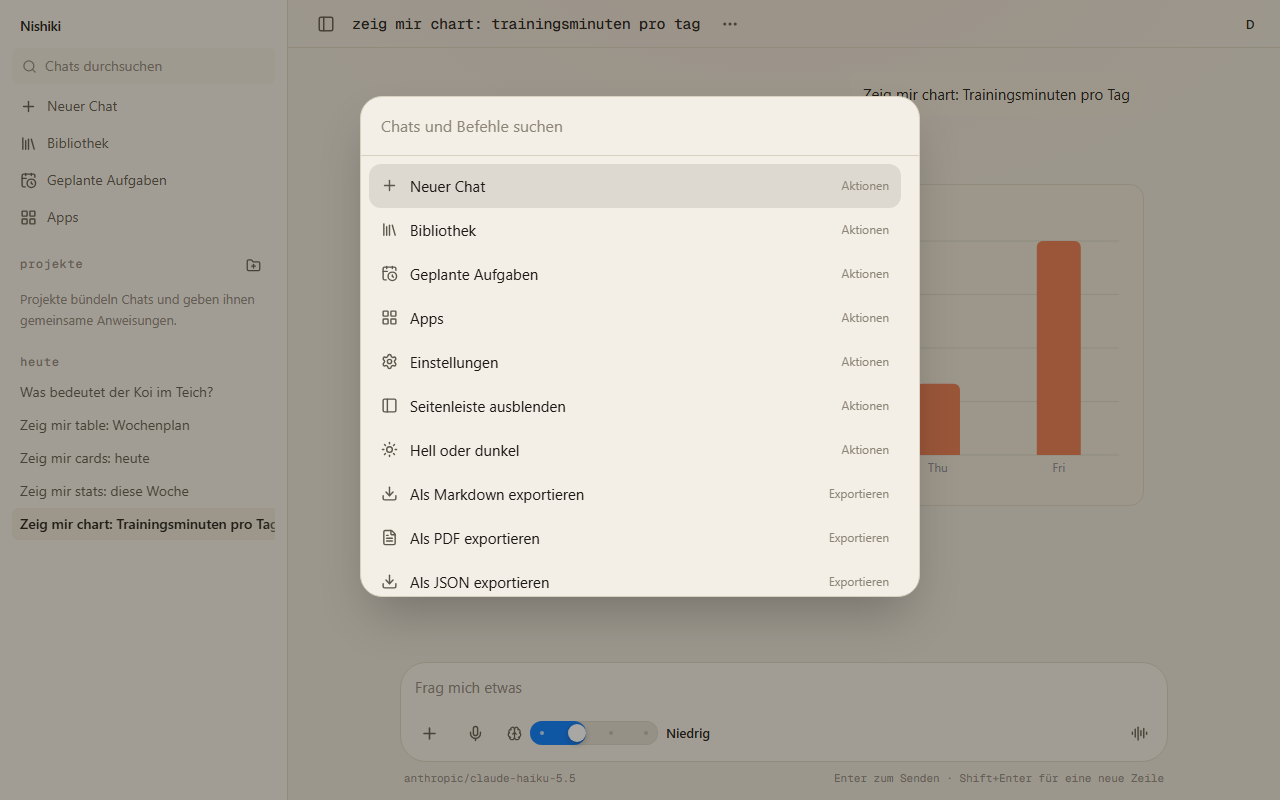 Nishiki
Chats durchsuchen
Neuer Chat
Bibliothek
Geplante Aufgaben
Apps
projekte
Projekte bündeln Chats und geben ihnen
gemeinsame Anweisungen.
heute
Was bedeutet der Koi im Teich?
Zeig mir table: Wochenplan
Zeig mir cards: heute
Zeig mir stats: diese Woche
Zeig mir chart: Trainingsminuten pro Tag
zeig mir chart: trainingsminuten pro tag
D
Zeig mir chart: Trainingsminuten pro Tag
Chats und Befehle suchen
Neuer Chat Aktionen
Bibliothek Aktionen
Geplante Aufgaben Aktionen
Apps Aktionen
Einstellungen Aktionen
Seitenleiste ausblenden Aktionen
Hell oder dunkel Aktionen
Als Markdown exportieren Exportieren
Als PDF exportieren Exportieren
Als JSON exportieren Exportieren
Thu Fri
Frag mich etwas
Niedrig
anthropic/claude-haiku-5.5
Enter zum Senden · Shift+Enter für eine neue Zeile